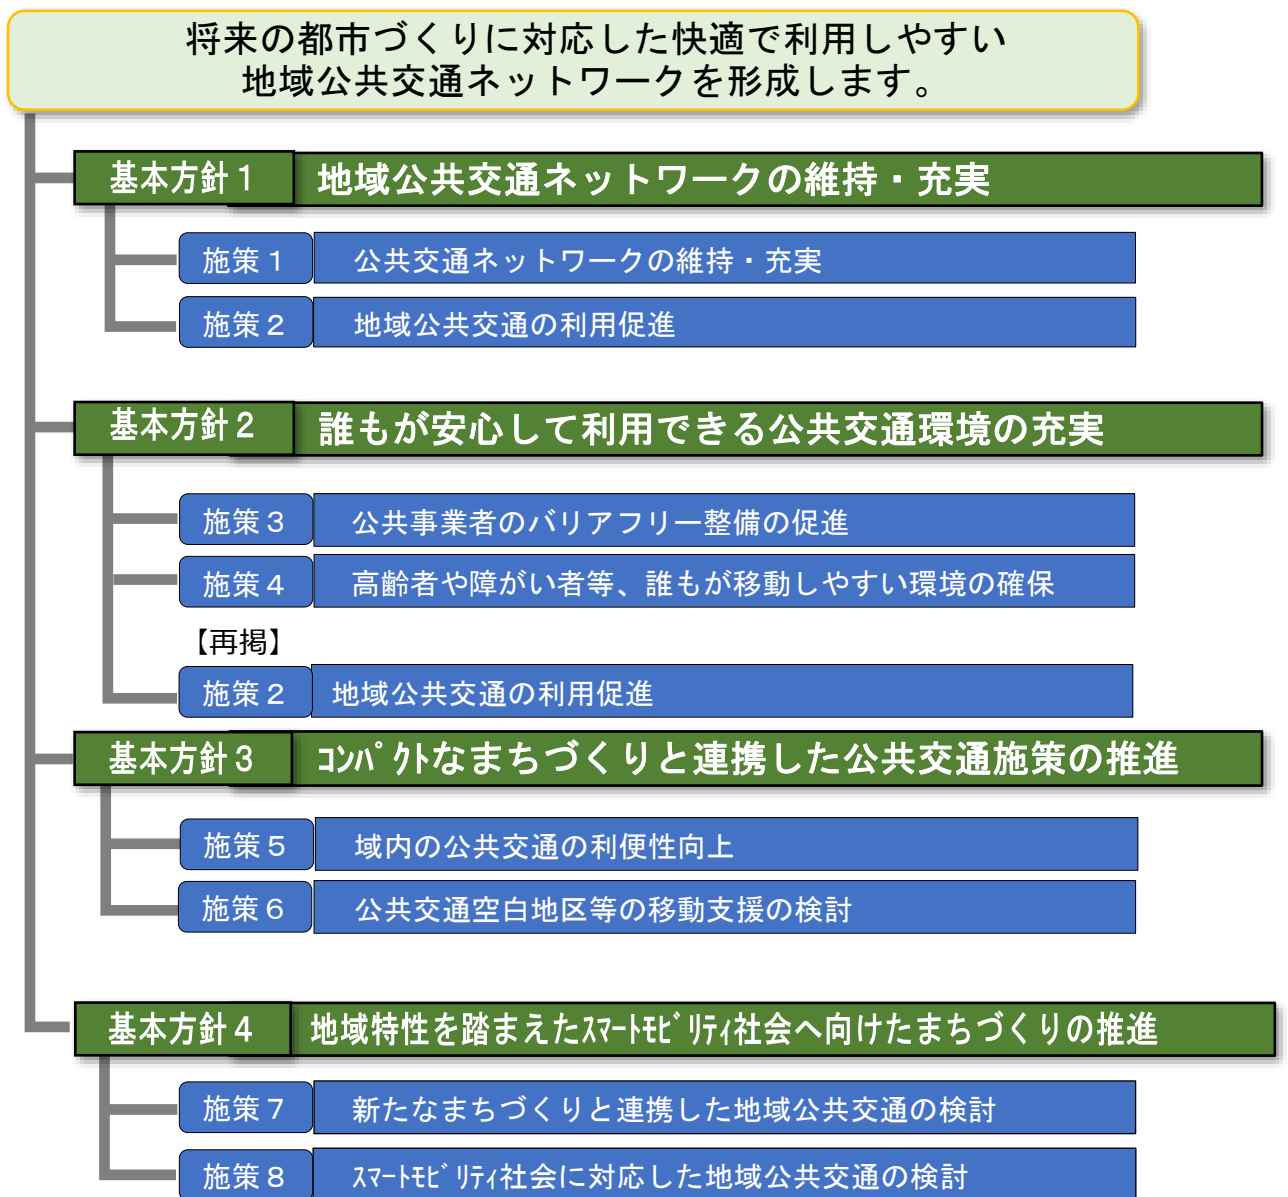 将来の都市づくりに対応した快適で利用しやすい
地域公共交通ネットワークを形成します。
基本方針１ 地域公共交通ネットワークの維持・充実
施策１ 公共交通ネットワークの維持・充実
施策２ 地域公共交通の利用促進
基本方針２ 誰もが安心して利用できる公共交通環境の充実
施策３ 公共事業者のバリアフリー整備の促進
施策４ 高齢者や障がい者等、誰もが移動しやすい環境の確保
【再掲】
施策２ 地域公共交通の利用促進
基本方針３ ｺﾝﾊﾟｸﾄなまちづくりと連携した公共交通施策の推進
施策５ 域内の公共交通の利便性向上
施策６ 公共交通空白地区等の移動支援の検討
基本方針４ 地域特性を踏まえたｽﾏｰﾄﾓﾋﾞﾘﾃｨ社会へ向けたまちづくりの推進
施策７ 新たなまちづくりと連携した地域公共交通の検討
施策８ ｽﾏｰﾄﾓﾋﾞﾘﾃｨ社会に対応した地域公共交通の検討